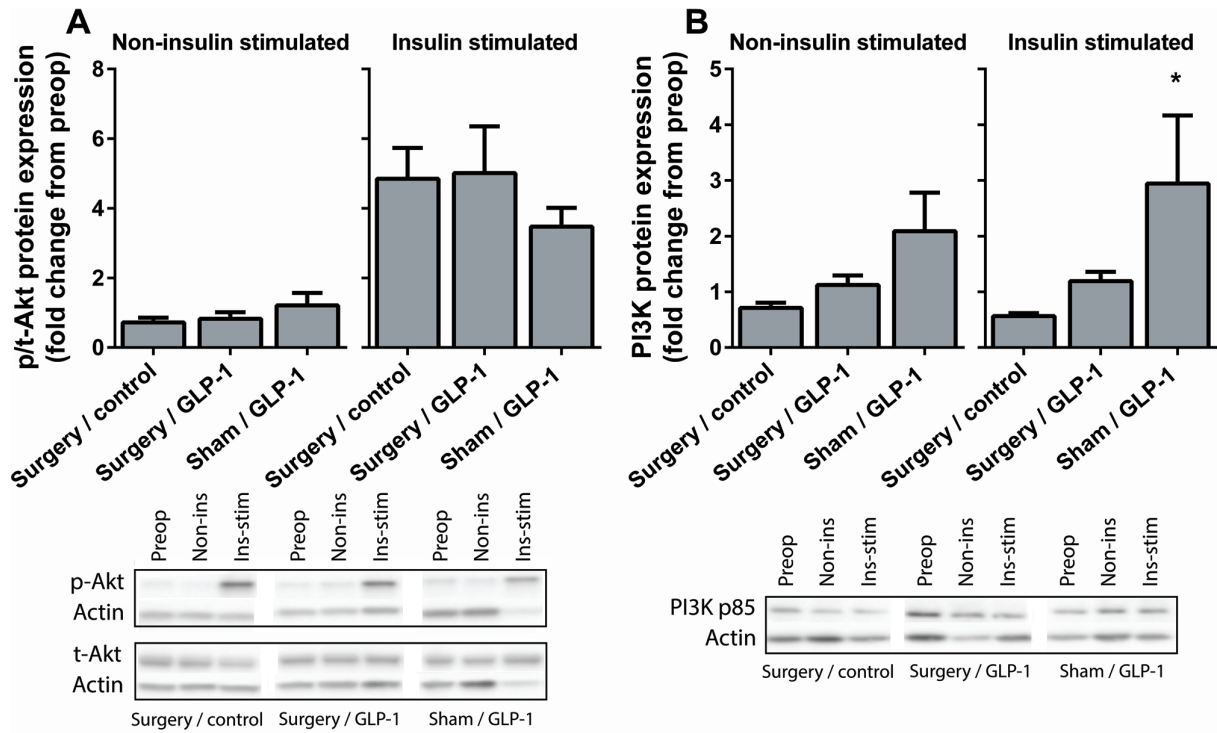 A
Non-insulin stimulated
Insulin stimulated
p/t-Akt protein expression
(fold change from preop)
8
6
4
2
0
Surgery / control
Surgery / GLP-1
Sham / GLP-1
Surgery / control
Surgery / GLP-1
Sham / GLP-1
Preop
Non-ins
Ins-stim
Preop
Non-ins
Ins-stim
Preop
Non-ins
Ins-stim
p-Akt
Actin
t-Akt
Actin
Surgery / control
Surgery / GLP-1
Sham / GLP-1
B
Non-insulin stimulated
Insulin stimulated
PI3K protein expression
(fold change from preop)
5
4
3
2
1
0
*
Surgery / control
Surgery / GLP-1
Sham / GLP-1
Surgery / control
Surgery / GLP-1
Sham / GLP-1
Preop
Non-ins
Ins-stim
Preop
Non-ins
Ins-stim
Preop
Non-ins
Ins-stim
PI3K p85
Actin
Surgery / control
Surgery / GLP-1
Sham / GLP-1